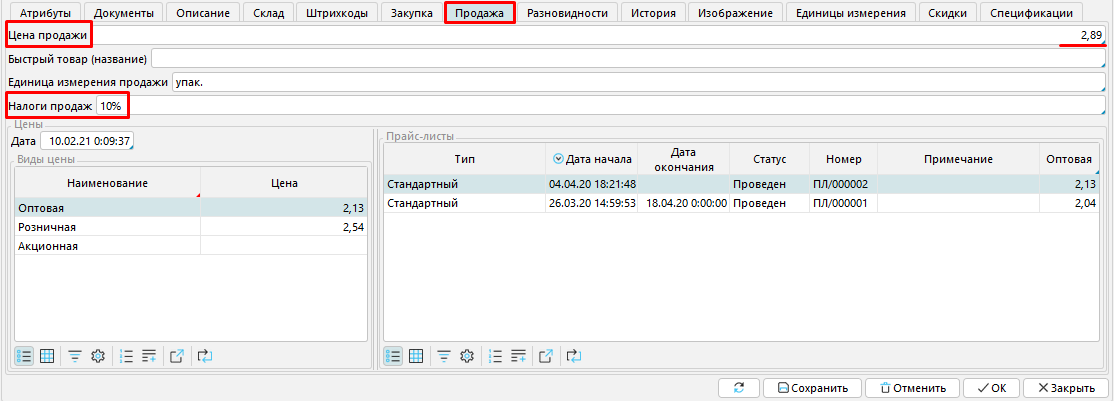 Атрибуты Документы Описание Склад Штрихкоды Закупка Продажа Разновидности История Изображение Единицы измерения Скидки Спецификации
Цена продажи 2,89
Быстрый товар (название)
Единица измерения продажи упак.
Налоги продаж 10%
Цены
Дата 10.02.21 0:09:37
Виды цены
Наименование Цена
Оптовая 2,13
Розничная 2,54
Акционная
Прайс-листы
Тип Дата начала Дата окончания Статус Номер Примечание Оптовая
Стандартный 04.04.20 18:21:48 Проведен ПЛ/000002 2,13
Стандартный 26.03.20 14:59:53 18.04.20 0:00:00 Проведен ПЛ/000001 2,04
Сохранить Отменить OK Закрыть